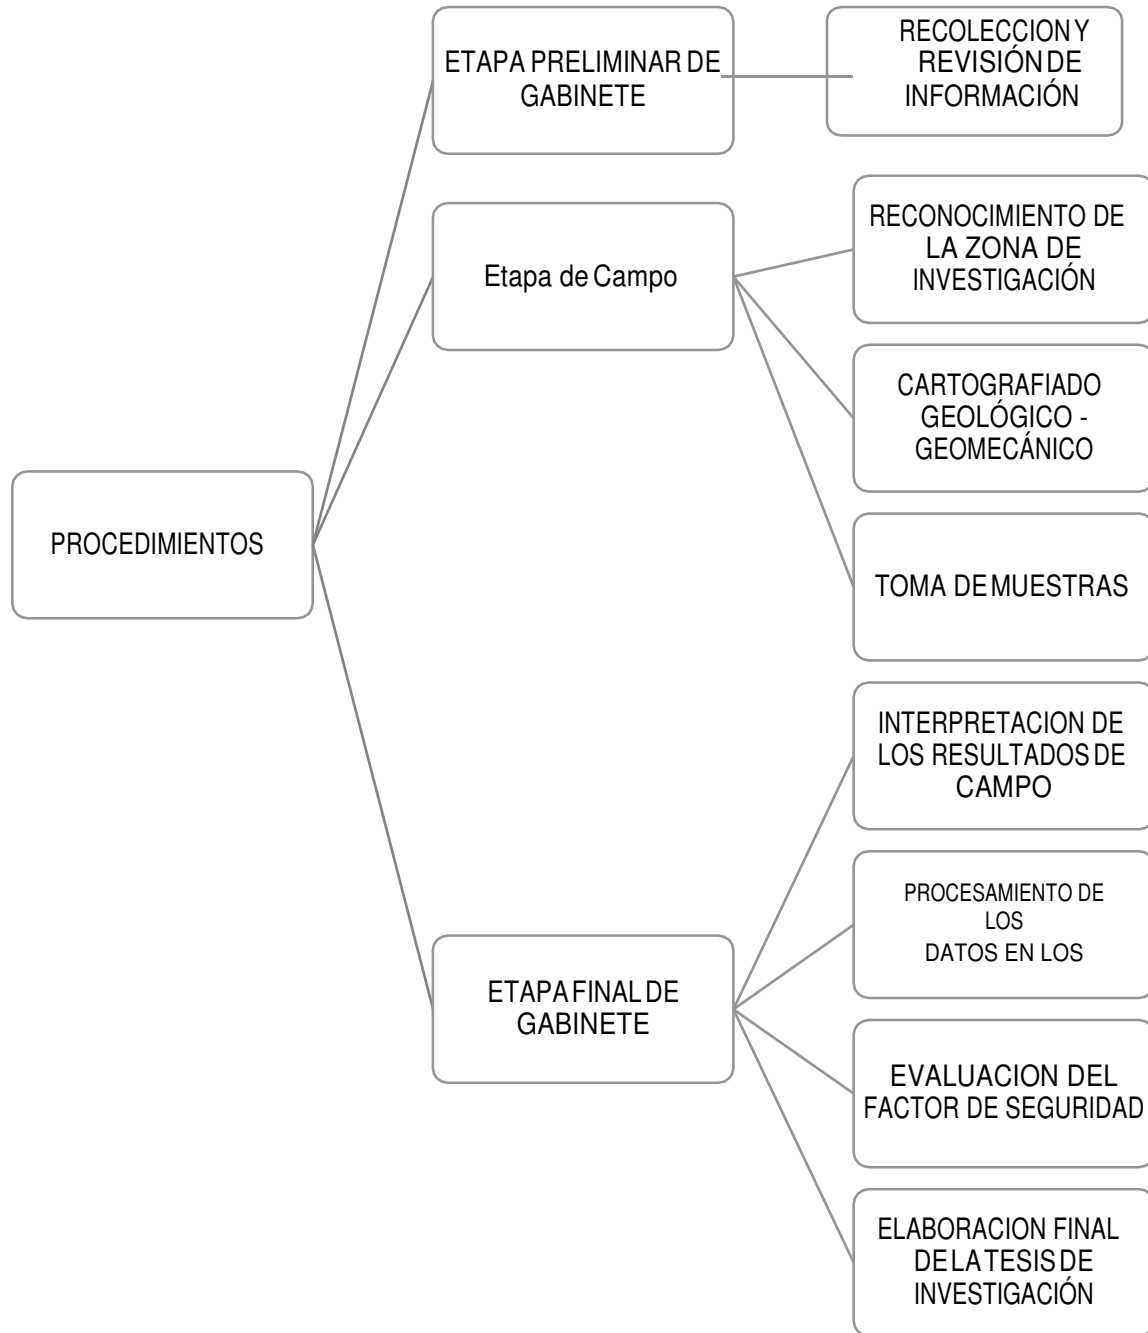 PROCEDIMIENTOS
ETAPA PRELIMINAR DE
GABINETE
RECOLECCION Y
REVISIÓN DE
INFORMACIÓN
Etapa de Campo
RECONOCIMIENTO DE
LA ZONA DE
INVESTIGACIÓN
CARTOGRAFIADO
GEOLÓGICO -
GEOMECÁNICO
TOMA DE MUESTRAS
ETAPA FINAL DE
GABINETE
INTERPRETACION DE
LOS RESULTADOS DE
CAMPO
PROCESAMIENTO DE
LOS
DATOS EN LOS
EVALUACION DEL
FACTOR DE SEGURIDAD
ELABORACION FINAL
DE LA TESIS DE
INVESTIGACIÓN